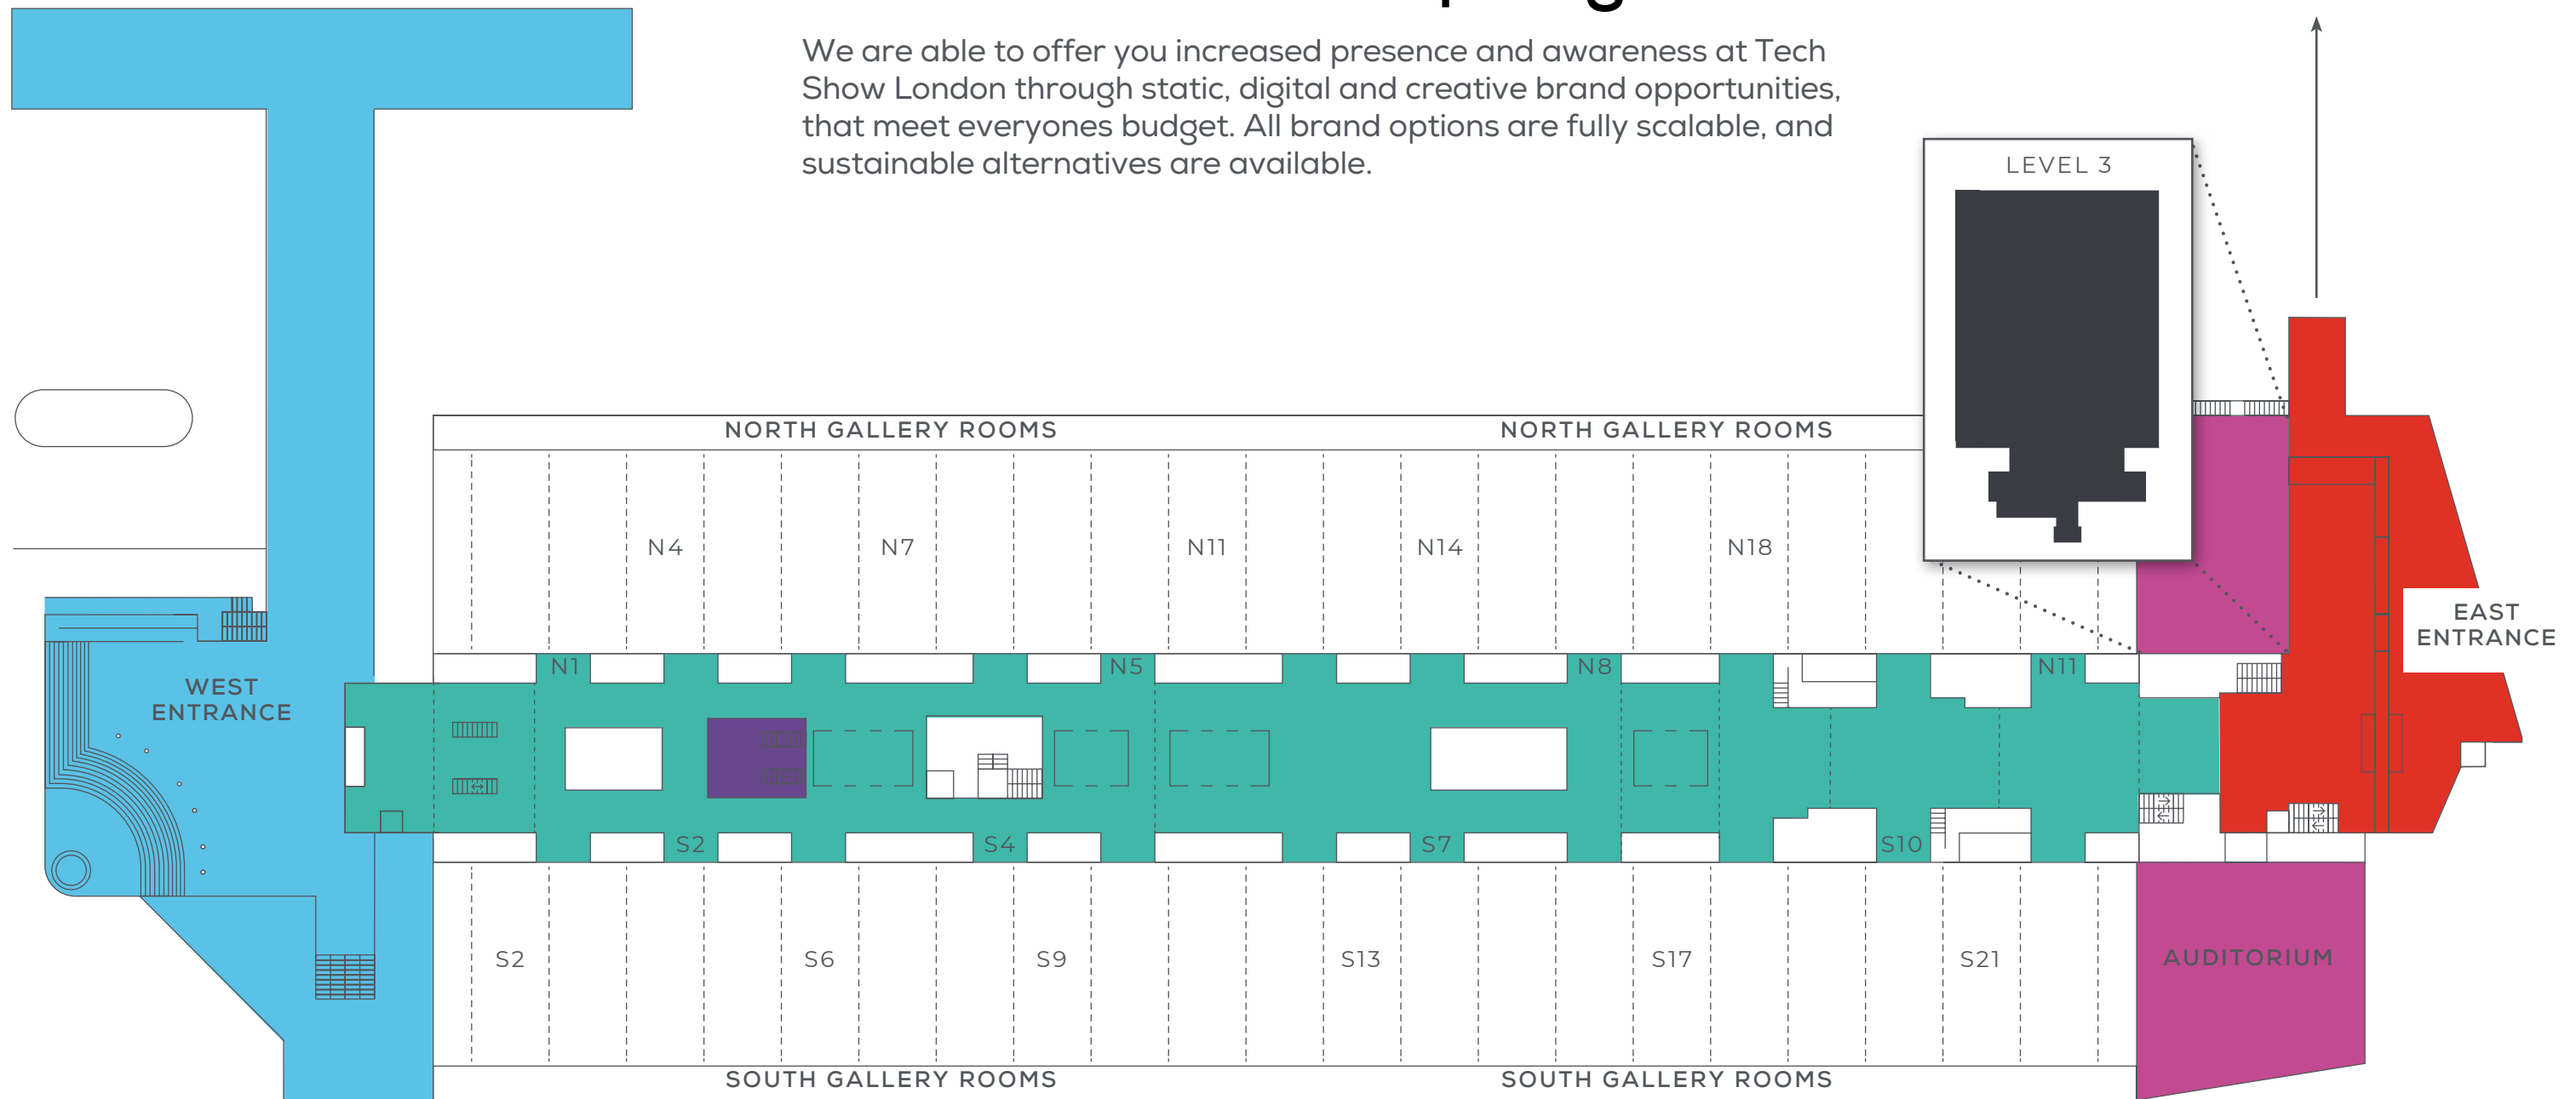 We are able to offer you increased presence and awareness at Tech
Show London through static, digital and creative brand opportunities,
that meet everyones budget. All brand options are fully scalable, and
sustainable alternatives are available.
LEVEL 3
NORTH GALLERY ROOMS
NORTH GALLERY ROOMS
N4
N7
N11
N14
N18
EAST
ENTRANCE
WEST
ENTRANCE
N1
N5
N8
N11
S2
S4
S7
S10
S2
S6
S9
S13
S17
S21
AUDITORIUM
SOUTH GALLERY ROOMS
SOUTH GALLERY ROOMS